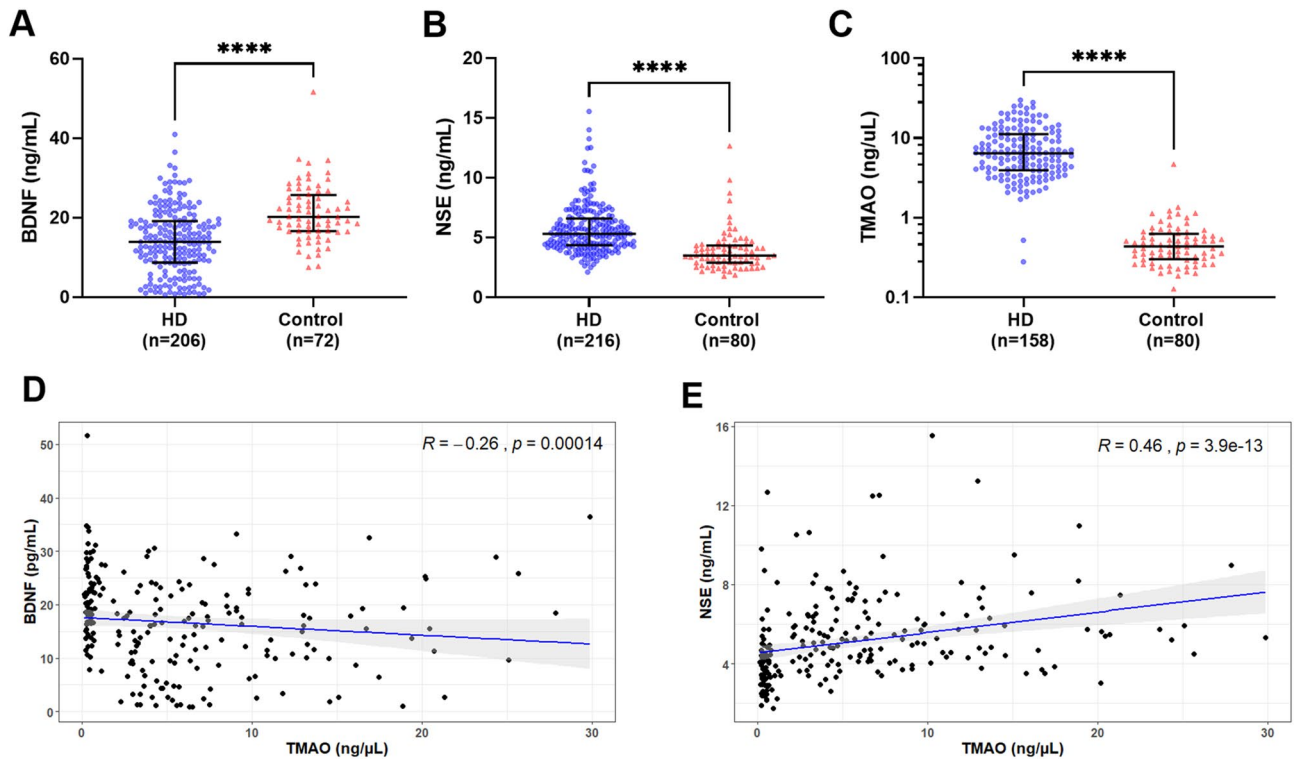 A
BDNF (ng/mL)
60
40
20
0
****
HD
(n=206)
Control
(n=72)
B
NSE (ng/mL)
20
15
10
5
0
****
HD
(n=216)
Control
(n=80)
C
TMAO (ng/uL)
100
10
1
0.1
****
HD
(n=158)
Control
(n=80)
D
BDNF (pg/mL)
50
40
30
20
10
0
R = −0.26 , p = 0.00014
0 10 20 30
TMAO (ng/µL)
E
NSE (ng/mL)
16
12
8
4
R = 0.46 , p = 3.9e-13
0 10 20 30
TMAO (ng/µL)